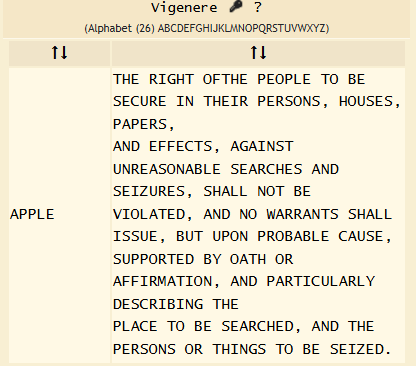 Vigenere 🔑 ?
(Alphabet (26) ABCDEFGHIJKLMNOPQRSTUVWXYZ)
↑↓ ↑↓
APPLE
THE RIGHT OFTHE PEOPLE TO BE
SECURE IN THEIR PERSONS, HOUSES,
PAPERS,
AND EFFECTS, AGAINST
UNREASONABLE SEARCHES AND
SEIZURES, SHALL NOT BE
VIOLATED, AND NO WARRANTS SHALL
ISSUE, BUT UPON PROBABLE CAUSE,
SUPPORTED BY OATH OR
AFFIRMATION, AND PARTICULARLY
DESCRIBING THE
PLACE TO BE SEARCHED, AND THE
PERSONS OR THINGS TO BE SEIZED.